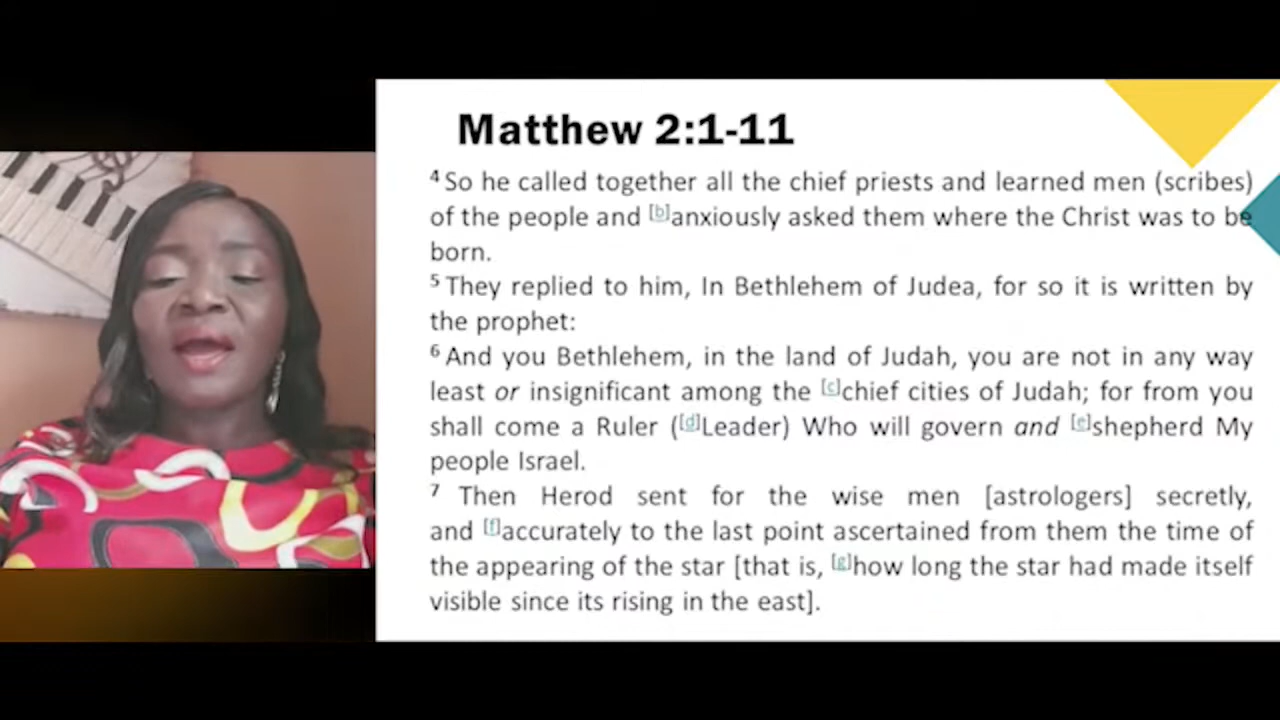 Matthew 2:1-11
4 So he called together all the chief priests and learned men (scribes)
of the people and [b]anxiously asked them where the Christ was to be
born.
5 They replied to him, In Bethlehem of Judea, for so it is written by
the prophet:
6 And you Bethlehem, in the land of Judah, you are not in any way
least or insignificant among the [c]chief cities of Judah; for from you
shall come a Ruler ([d]Leader) Who will govern and [e]shepherd My
people Israel.
7 Then Herod sent for the wise men [astrologers] secretly,
and [f]accurately to the last point ascertained from them the time of
the appearing of the star [that is, [g]how long the star had made itself
visible since its rising in the east].